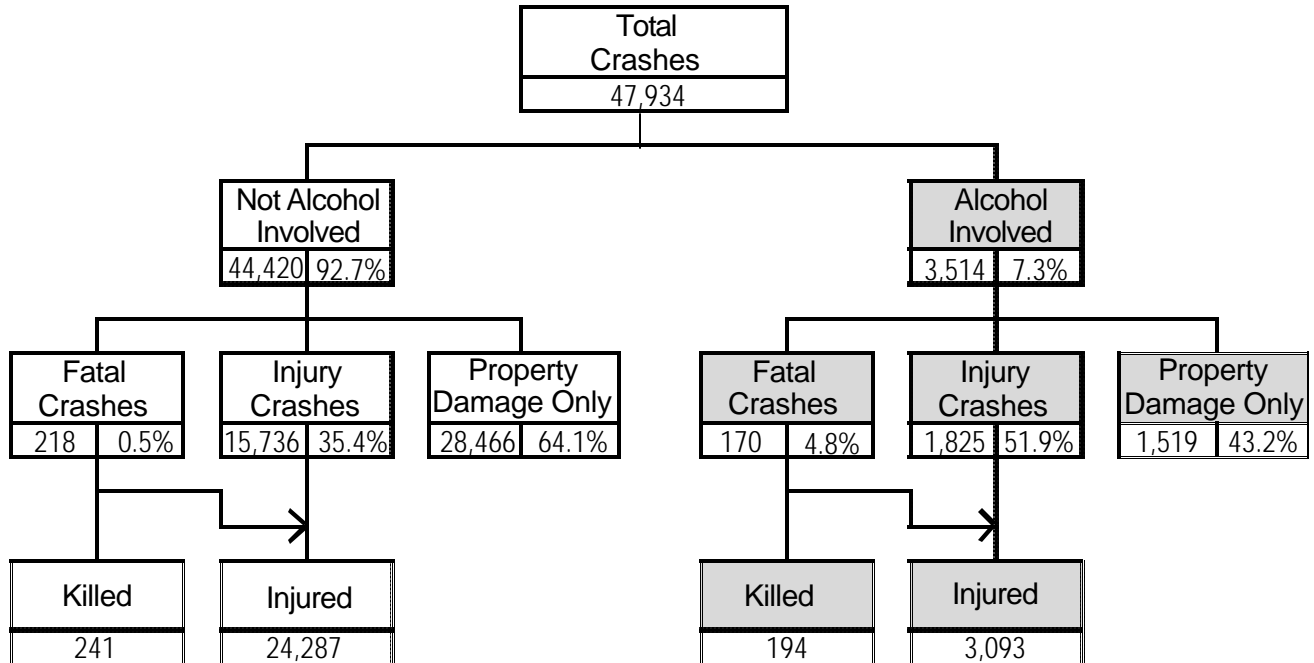 Total
Crashes
47,934
Not Alcohol
Involved
44,420 92.7%
Alcohol
Involved
3,514 7.3%
Fatal
Crashes
218 0.5%
Injury
Crashes
15,736 35.4%
Property
Damage Only
28,466 64.1%
Fatal
Crashes
170 4.8%
Injury
Crashes
1,825 51.9%
Property
Damage Only
1,519 43.2%
Killed
241
Injured
24,287
Killed
194
Injured
3,093